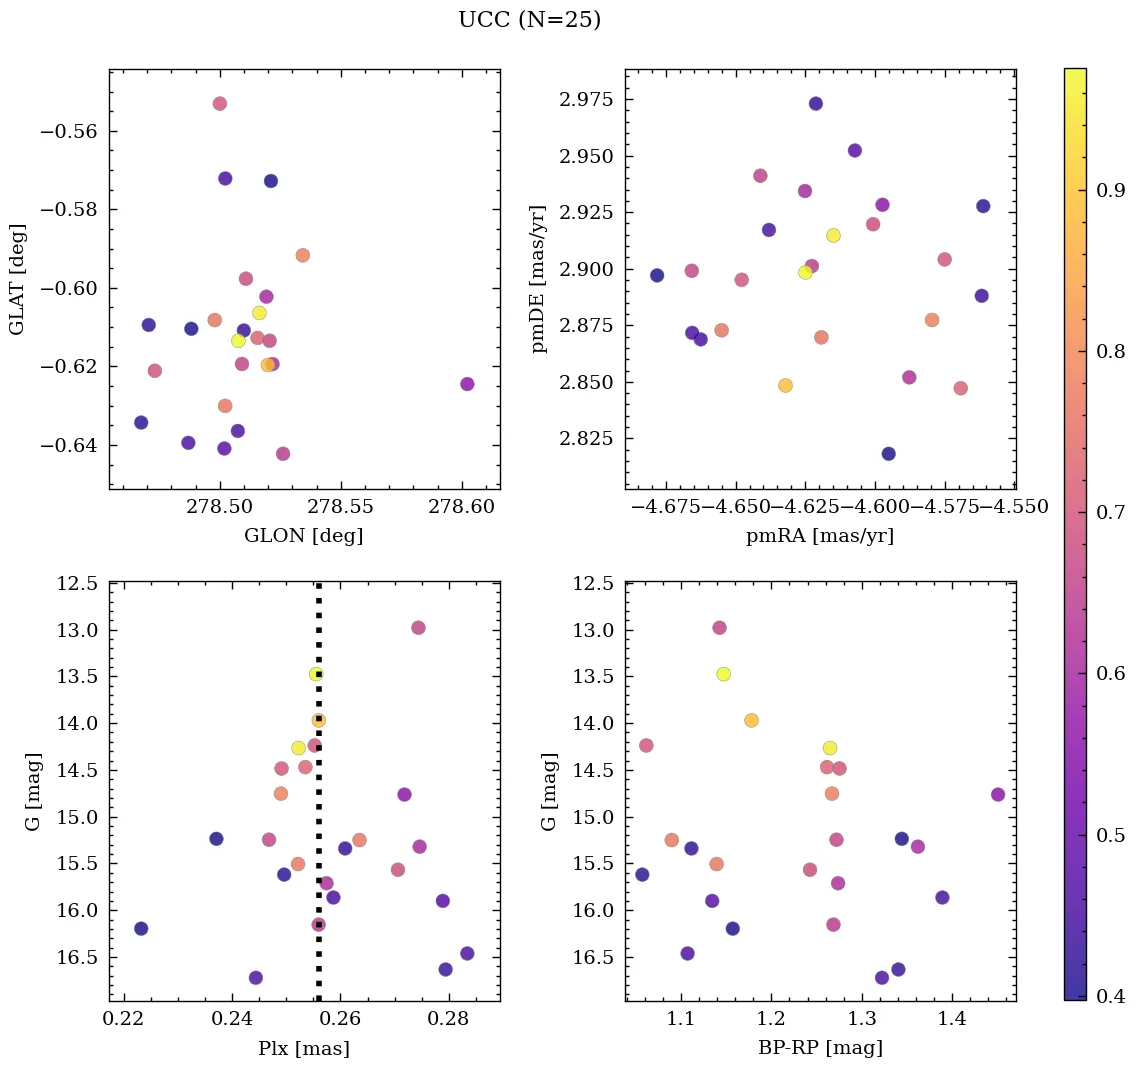 UCC (N=25)
−0.56
−0.58
−0.60
−0.62
−0.64
GLAT [deg]
278.50 278.55 278.60
GLON [deg]
2.975
2.950
2.925
2.900
2.875
2.850
2.825
pmDE [mas/yr]
−4.675 −4.650 −4.625 −4.600 −4.575 −4.550
pmRA [mas/yr]
12.5
13.0
13.5
14.0
14.5
15.0
15.5
16.0
16.5
G [mag]
0.22 0.24 0.26 0.28
Plx [mas]
12.5
13.0
13.5
14.0
14.5
15.0
15.5
16.0
16.5
G [mag]
1.1 1.2 1.3 1.4
BP-RP [mag]
0.9
0.8
0.7
0.6
0.5
0.4